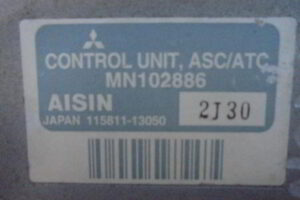 CONTROL UNIT, ASC/ATC
MN102886
AISIN 2J30
JAPAN 115811-13050